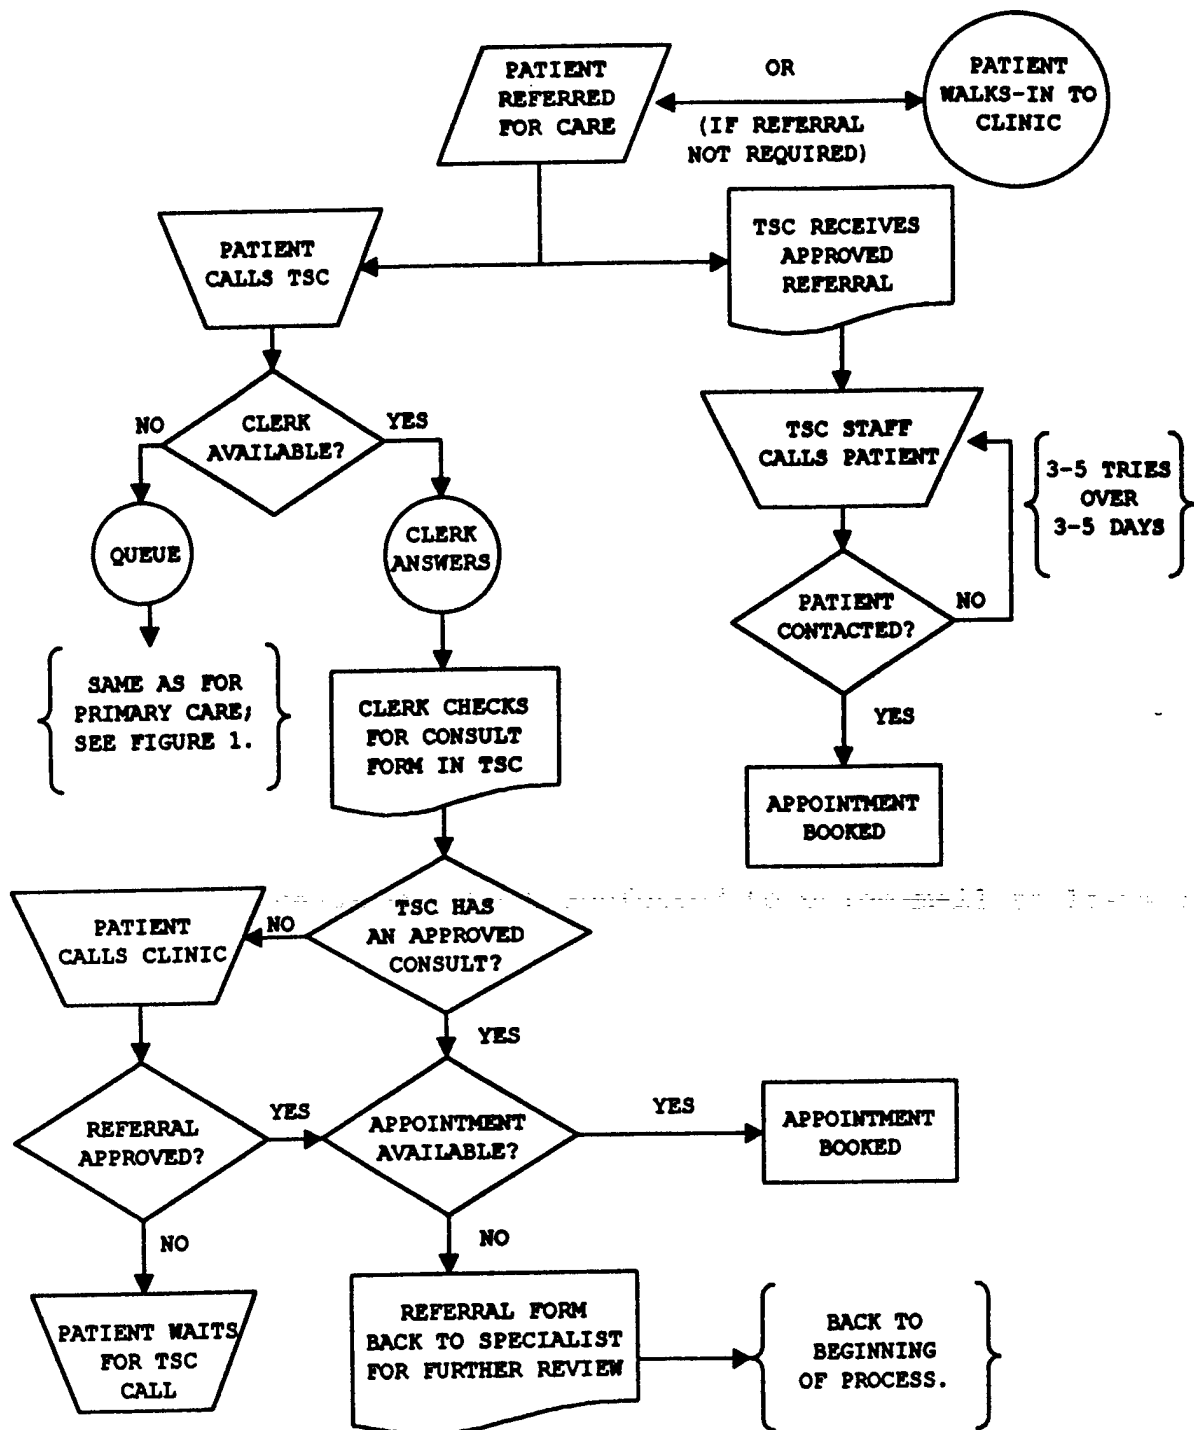 PATIENT
REFERRED
FOR CARE
OR
(IF REFERRAL
NOT REQUIRED)
PATIENT
WALKS-IN TO
CLINIC
PATIENT
CALLS TSC
TSC RECEIVES
APPROVED
REFERRAL
CLERK
AVAILABLE?
NO
YES
TSC STAFF
CALLS PATIENT
3-5 TRIES
OVER
3-5 DAYS
QUEUE
CLERK
ANSWERS
PATIENT
CONTACTED?
NO
YES
SAME AS FOR
PRIMARY CARE;
SEE FIGURE 1.
CLERK CHECKS
FOR CONSULT
FORM IN TSC
APPOINTMENT
BOOKED
PATIENT
CALLS CLINIC
NO
TSC HAS
AN APPROVED
CONSULT?
YES
REFERRAL
APPROVED?
YES
APPOINTMENT
AVAILABLE?
YES
APPOINTMENT
BOOKED
NO
NO
PATIENT WAITS
FOR TSC
CALL
REFERRAL FORM
BACK TO SPECIALIST
FOR FURTHER REVIEW
BACK TO
BEGINNING
OF PROCESS.